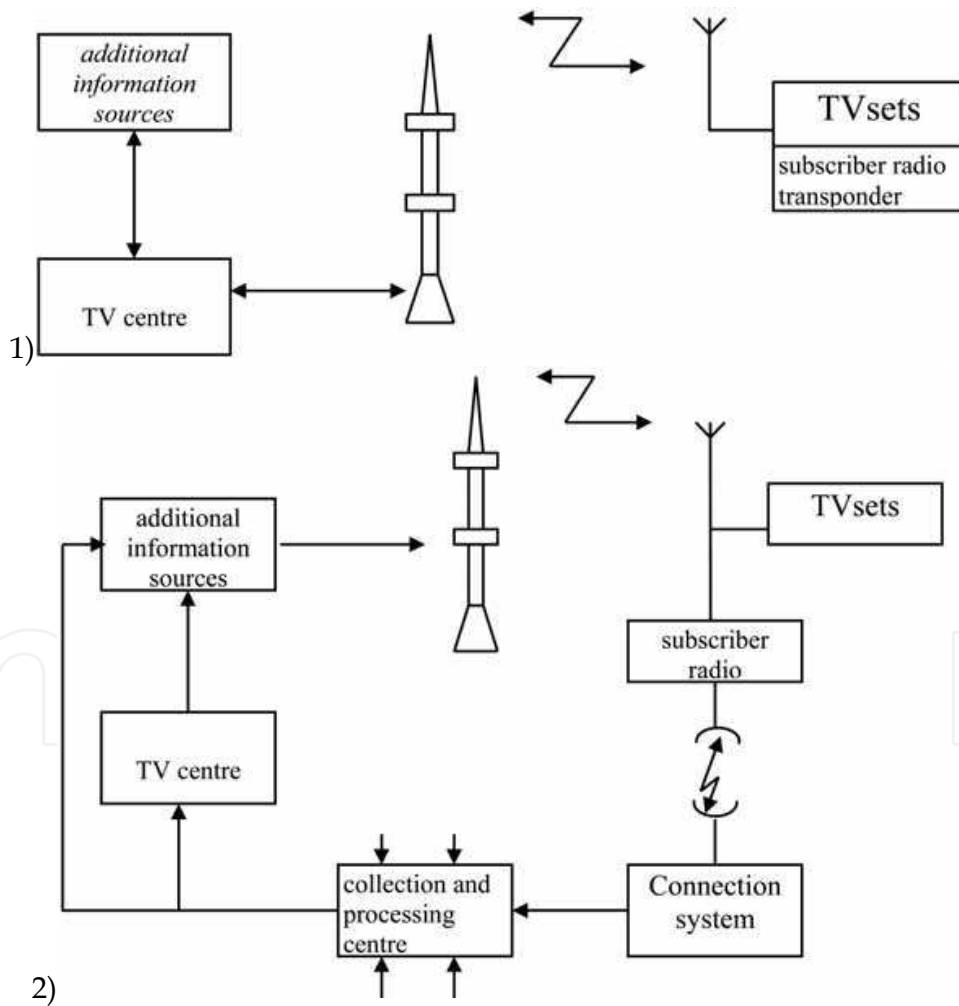 additional
information
sources
TVsets
subscriber radio
transponder
TV centre
1)
additional
information
sources
TVsets
subscriber
radio
TV centre
collection and
processing
centre
Connection
system
2)